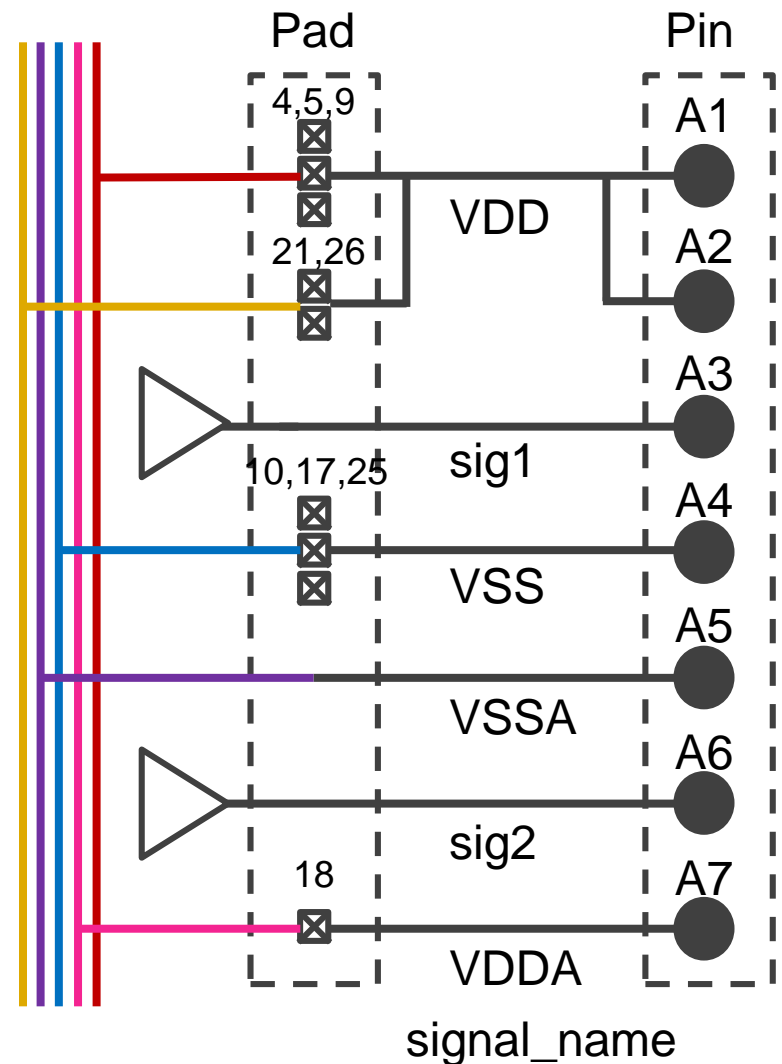 Pad Pin
4,5,9 A1
VDD
21,26 A2
A3
sig1
10,17,25 A4
VSS
A5
VSSA
A6
sig2
18 A7
VDDA
signal_name